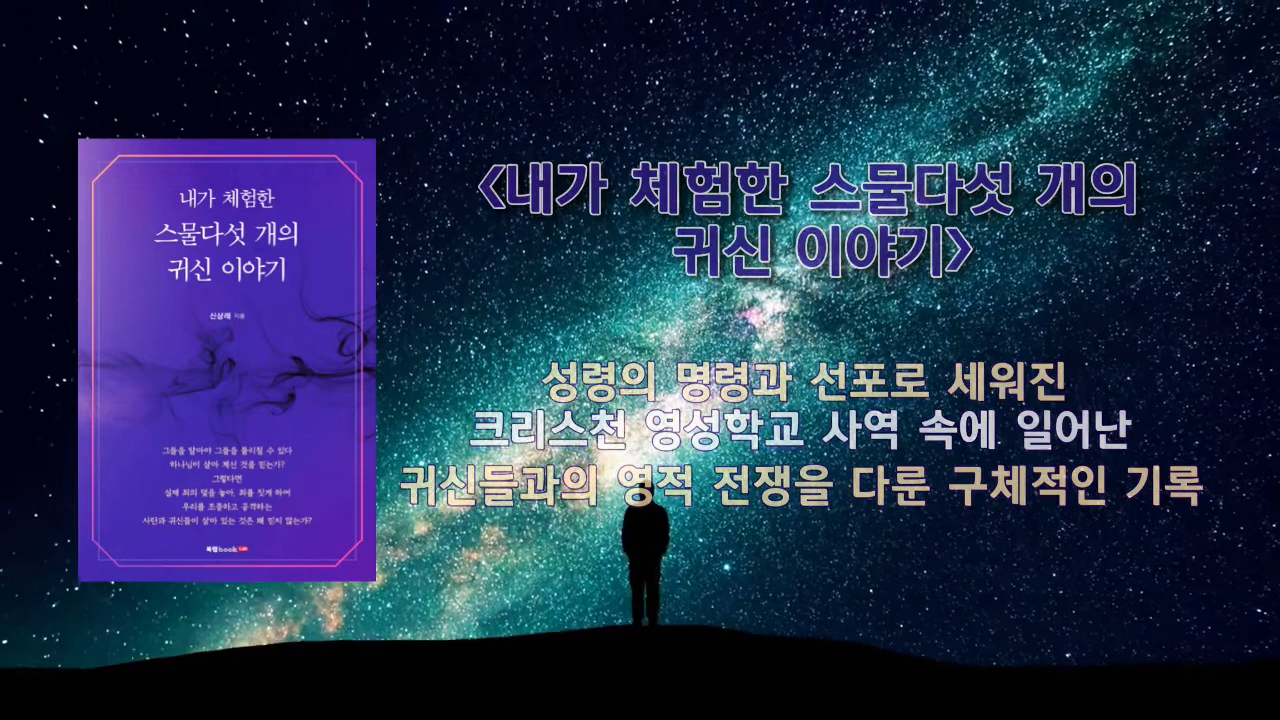 내가 체험한
스물다섯 개의
귀신 이야기
신상래 지음
그들을 알아야 그들을 물리칠 수 있다
하나님이 살아 계신 것을 믿는가?
그렇다면
실제 죄의 덫을 놓아, 죄를 짓게 하여
우리를 조종하고 공격하는
사탄과 귀신들이 살아 있는 것은 왜 믿지 않는가?
book
<내가 체험한 스물다섯 개의
귀신 이야기>
성령의 명령과 선포로 세워진
크리스천 영성학교 사역 속에 일어난
귀신들과의 영적 전쟁을 다룬 구체적인 기록